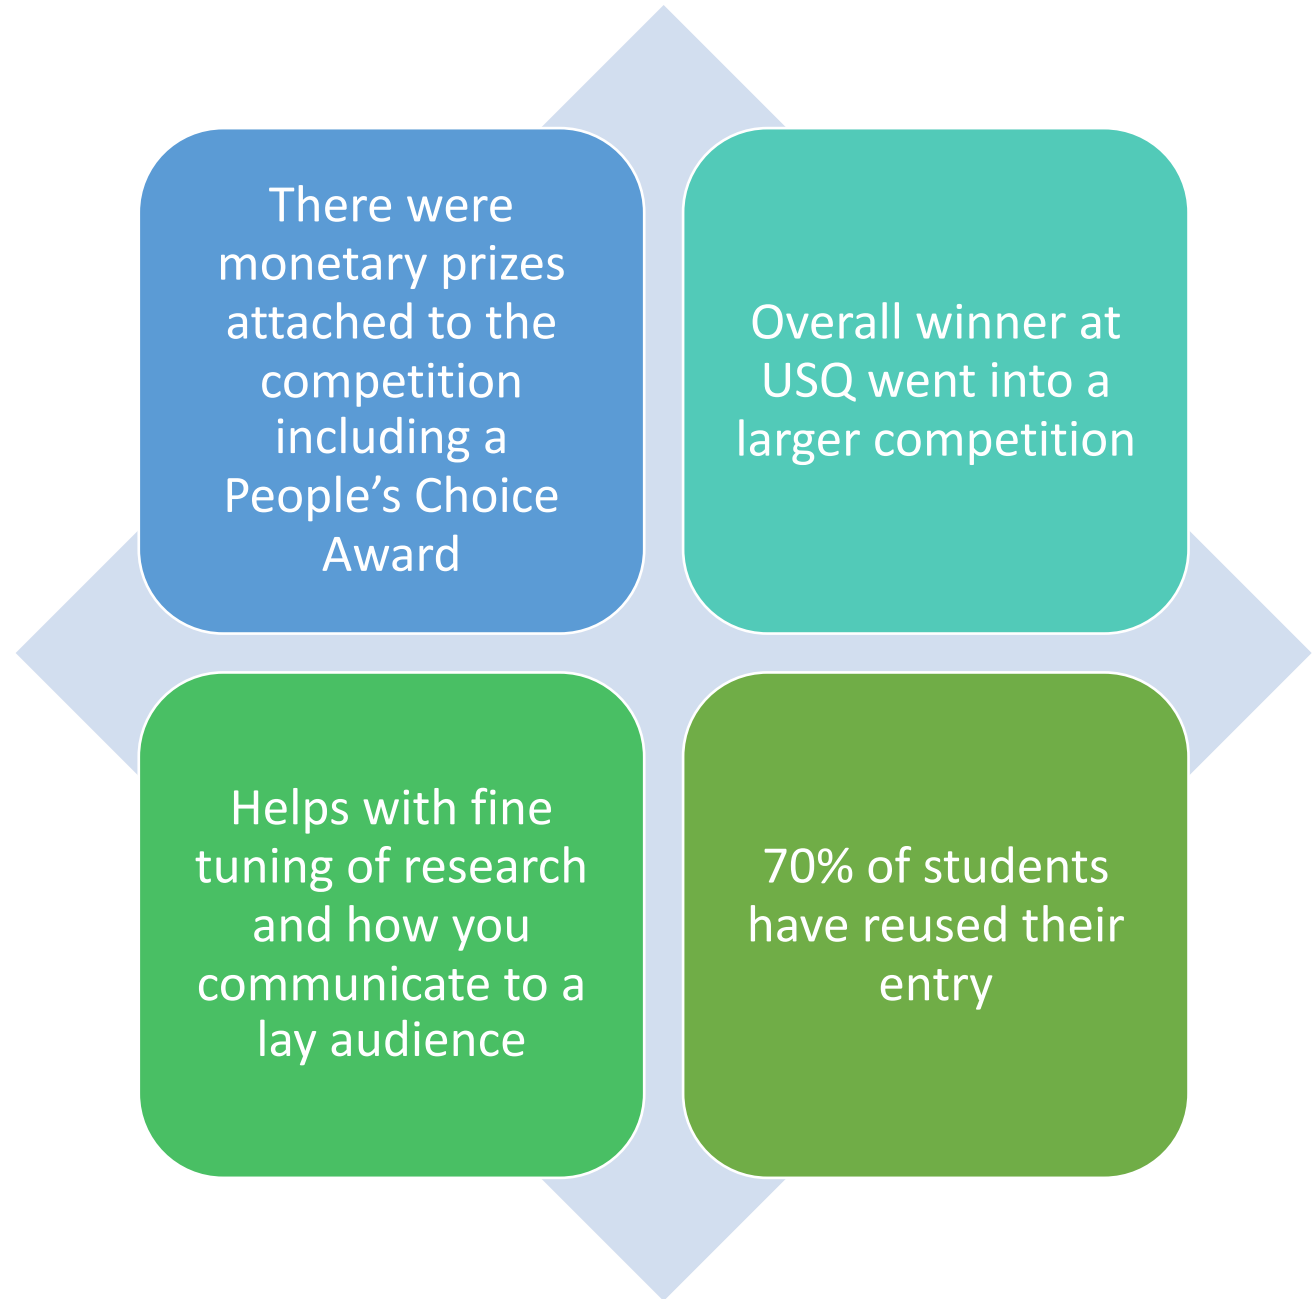 There were
monetary prizes
attached to the
competition
including a
People’s Choice
Award
Overall winner at
USQ went into a
larger competition
Helps with fine
tuning of research
and how you
communicate to a
lay audience
70% of students
have reused their
entry